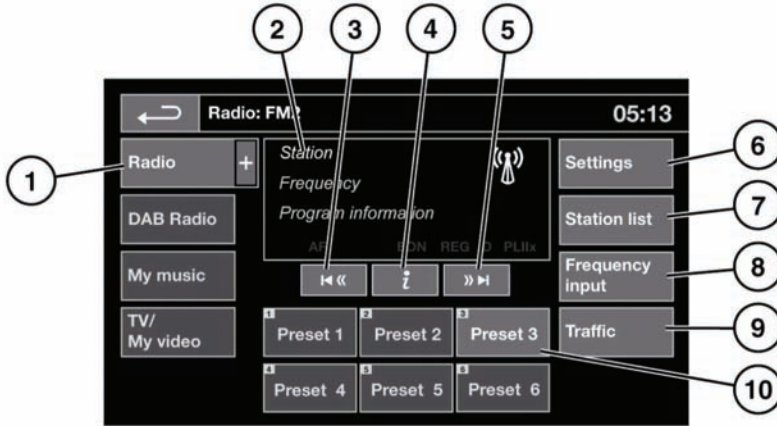 2 3 4 5
Radio: FM2 05:13
1
Radio +
DAB Radio
My music
TV/
My video
Station
Frequency
Program information
AF SON REG PLIIx
i
1 Preset 1
2 Preset 2
3 Preset 3
4 Preset 4
5 Preset 5
6 Preset 6
Settings
Station list
Frequency
input
Traffic
6
7
8
9
10